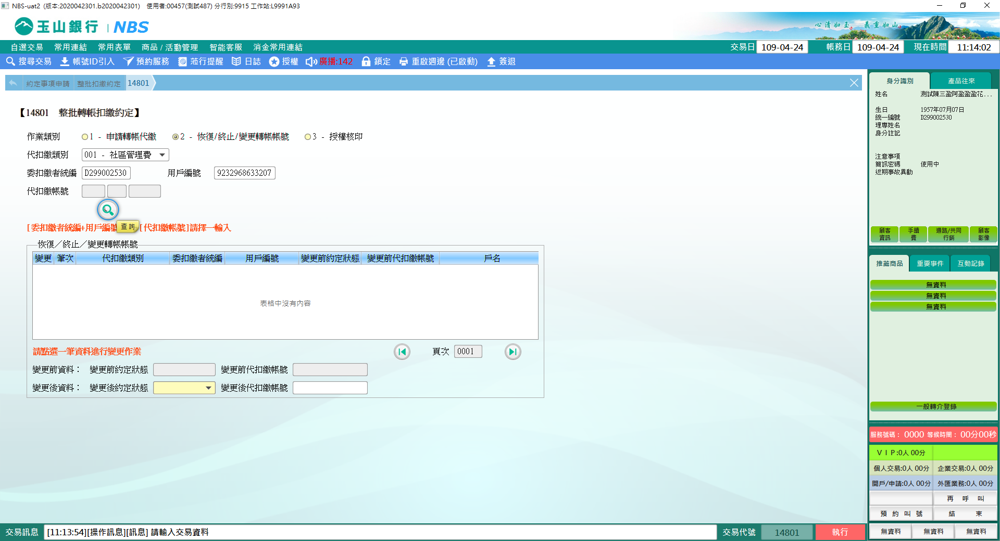 NBS-uat2 (版本:2020042301.b2020042301) 使用者:00457(測試487) 分行別:9915 工作站:L9991A93
玉山銀行 | NBS
心清如玉 義重如山
自選交易 常用連結 常用表單 商品 / 活動管理 智能客服 消金常用連結 交易日 109-04-24 帳務日 109-04-24 現在時間 11:14:02
搜尋交易 帳號ID引入 預約服務 蒞行提醒 日誌 授權 廣播:142 鎖定 重啟週邊 (已啟動) 簽退
約定事項申請 整批扣繳約定 14801
【14801 整批轉帳扣繳約定】
作業類別 1 - 申請轉帳代繳 2 - 恢復/終止/變更轉帳帳號 3 - 授權核印
代扣繳類別 001 - 社區管理費
委扣繳者統編 D299002530 用戶編號 9232968633207
代扣繳帳號
查詢
[委扣繳者統編+用戶編號 [代扣繳帳號]請擇一輸入
恢復／終止／變更轉帳帳號
變更 筆次 代扣繳類別 委扣繳者統編 用戶編號 變更前約定狀態 變更前代扣繳帳號 戶名
表格中沒有內容
請點選一筆資料進行變更作業 頁次 0001
變更前資料： 變更前約定狀態 變更前代扣繳帳號
變更後資料： 變更後約定狀態 變更後代扣繳帳號
身分識別 產品往來
姓名 測試陳三盈阿盈盈盈花...
生日 1957年07月07日
統一編號 D299002530
理專姓名
身分註記
注意事項
簡訊密碼 使用中
近期事故異動
顧客資訊 手續費 通路/共同行銷 顧客影像
推薦商品 重要事件 互動記錄
無資料
無資料
無資料
一般轉介登錄
服務號碼： 0000 等候時間： 00分00秒
ＶＩＰ:0人 00分
個人交易:0人 00分 企業交易:0人 00分
開戶/申請:0人 00分 外匯業務:0人 00分
再 呼 叫
預 約 叫 號 結 束
無資料 無資料 無資料
交易訊息 [11:13:54][操作訊息][訊息] 請輸入交易資料 交易代號 14801 執行